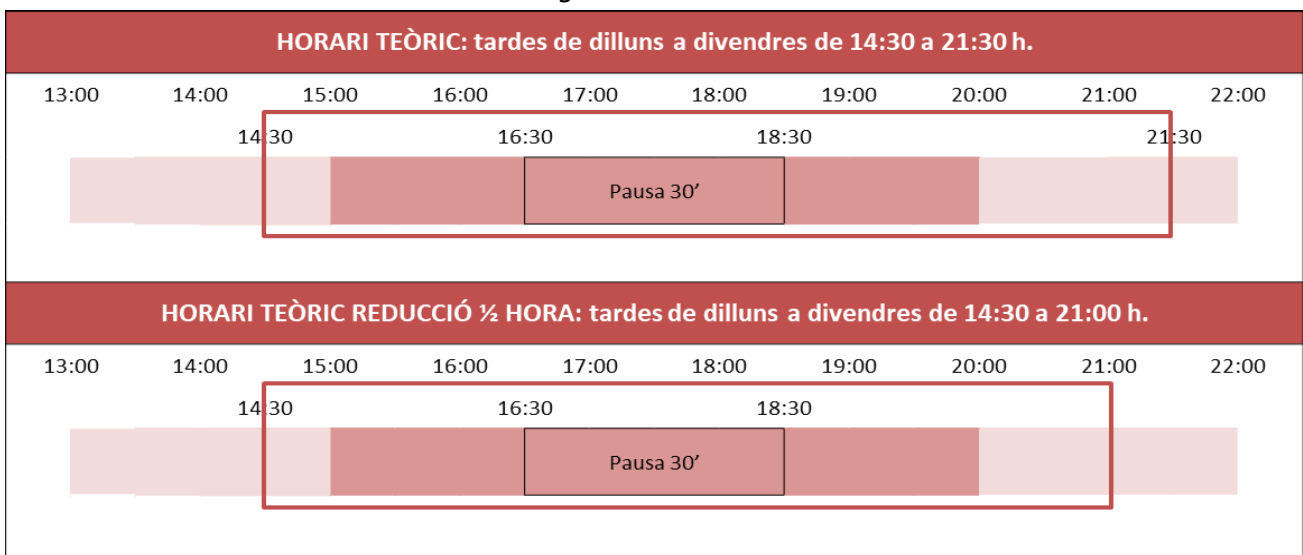 HORARI TEÒRIC: tardes de dilluns a divendres de 14:30 a 21:30 h.
13:00 14:00 15:00 16:00 17:00 18:00 19:00 20:00 21:00 22:00
14:30 16:30 18:30 21:30
Pausa 30’
HORARI TEÒRIC REDUCCIÓ ½ HORA: tardes de dilluns a divendres de 14:30 a 21:00 h.
13:00 14:00 15:00 16:00 17:00 18:00 19:00 20:00 21:00 22:00
14:30 16:30 18:30
Pausa 30’